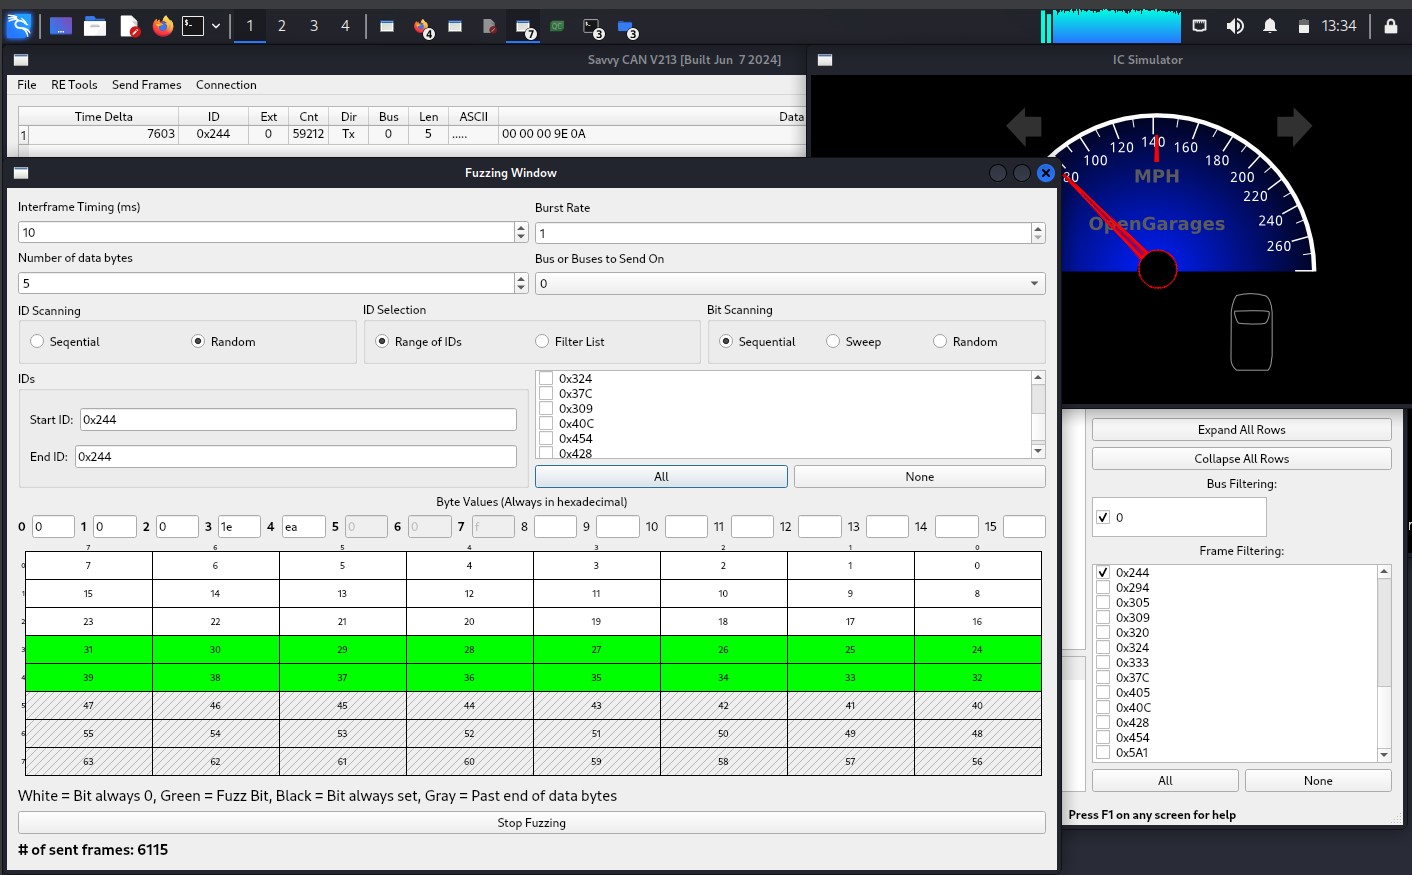 1 2 3 4 4 7 3 3 13:34
Savvy CAN V213 [Built Jun 7 2024]
File RE Tools Send Frames Connection
Time Delta ID Ext Cnt Dir Bus Len ASCII Data
1 7603 0x244 0 59212 Tx 0 5 ..... 00 00 00 9E 0A
IC Simulator
80 100 120 140 160 180 200 220 240 260
MPH
OpenGarages
Fuzzing Window
Interframe Timing (ms) Burst Rate
10 1
Number of data bytes Bus or Buses to Send On
5 0
ID Scanning ID Selection Bit Scanning
Seqential Random Range of IDs Filter List Sequential Sweep Random
IDs
Start ID: 0x244
End ID: 0x244
0x324
0x37C
0x309
0x40C
0x454
0x428
All None
Byte Values (Always in hexadecimal)
0 0 1 0 2 0 3 1e 4 ea 5 0 6 0 7 f 8 9 10 11 12 13 14 15
7 6 5 4 3 2 1 0
0 7 6 5 4 3 2 1 0
1 15 14 13 12 11 10 9 8
2 23 22 21 20 19 18 17 16
3 31 30 29 28 27 26 25 24
4 39 38 37 36 35 34 33 32
5 47 46 45 44 43 42 41 40
6 55 54 53 52 51 50 49 48
7 63 62 61 60 59 58 57 56
White = Bit always 0, Green = Fuzz Bit, Black = Bit always set, Gray = Past end of data bytes
Stop Fuzzing
# of sent frames: 6115
Expand All Rows
Collapse All Rows
Bus Filtering:
0
Frame Filtering:
0x244
0x294
0x305
0x309
0x320
0x324
0x333
0x37C
0x405
0x40C
0x428
0x454
0x5A1
All None
Press F1 on any screen for help